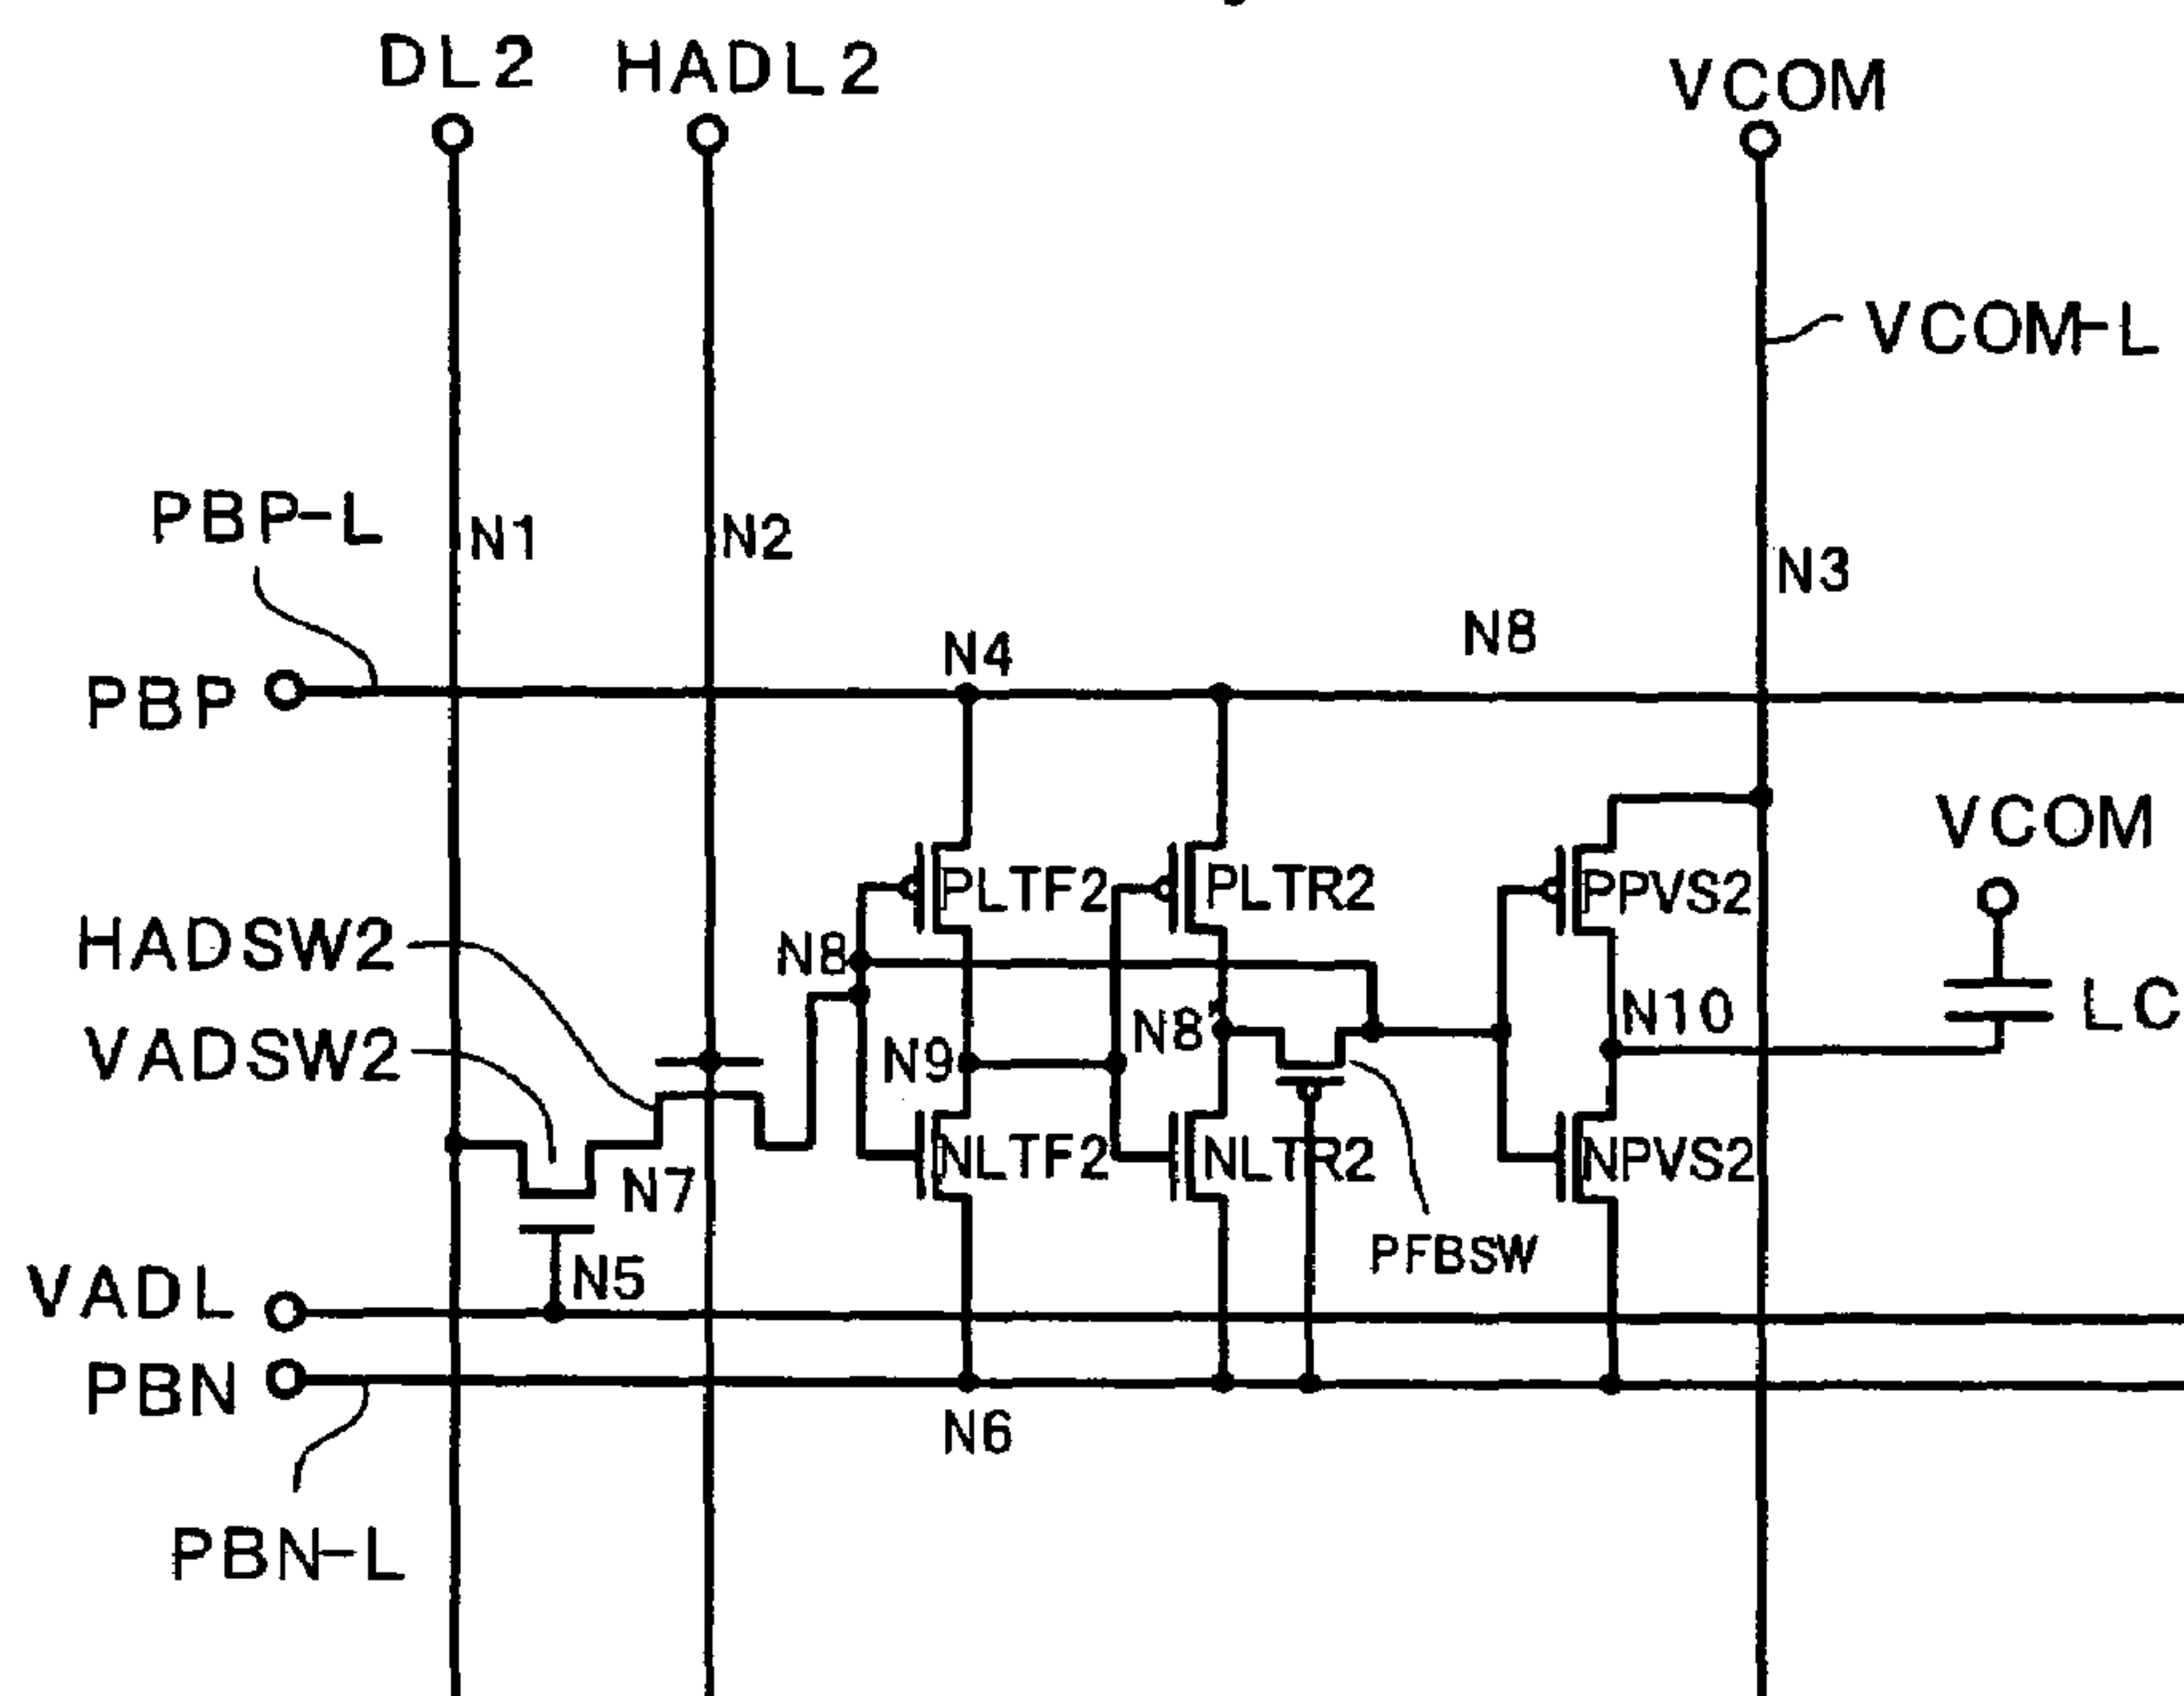 DL2 HADL2 VCOM
VCOM-L
PBP-L N1 N2 N3
N4 N8
PBP
VCOM
PLTF2 PLTR2 PPVS2
HADSW2 N8
N10 LC
VADSW2 N9 N8
N7 NLTF2 NLTR2 NPVS2
PFBSW
N5
VADL
PBN
N6
PBN-L